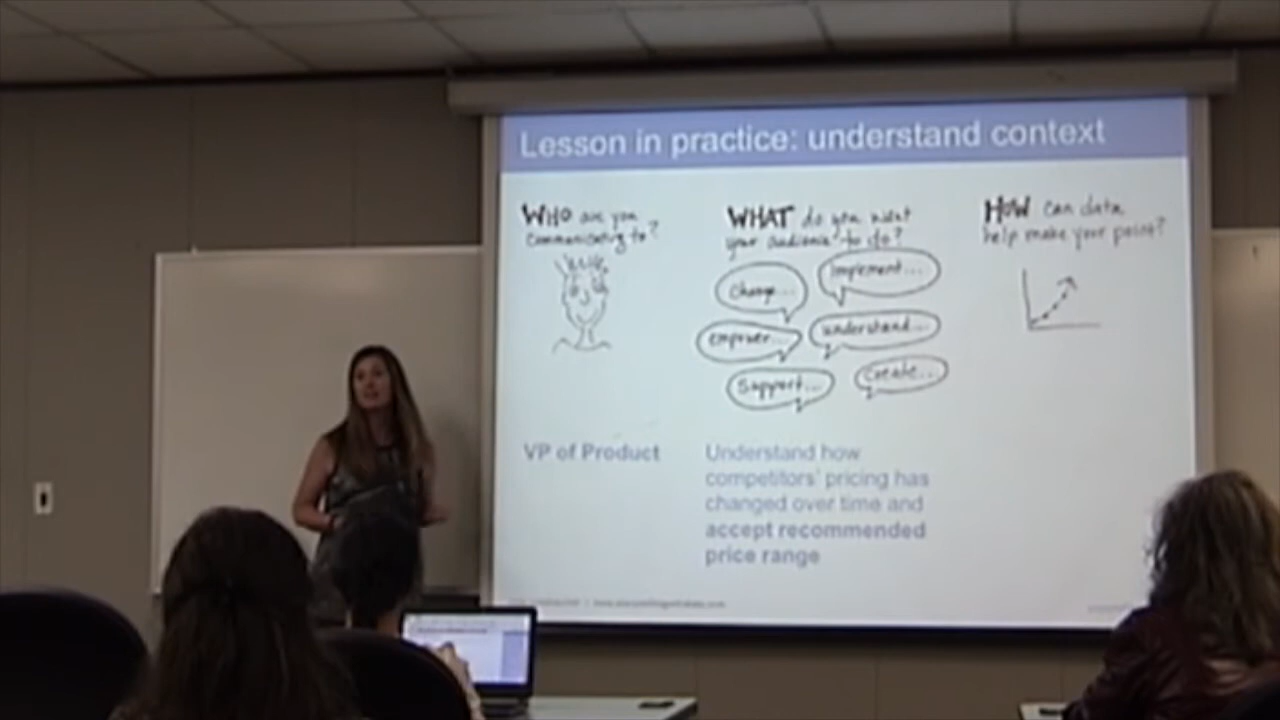 Lesson in practice: understand context
WHO are you
communicating to?
WHAT do you want
your audience to do?
HOW can data
help make your point?
Change...
implement...
empower...
understand...
Support...
Create...
VP of Product
Understand how
competitors' pricing has
changed over time and
accept recommended
price range